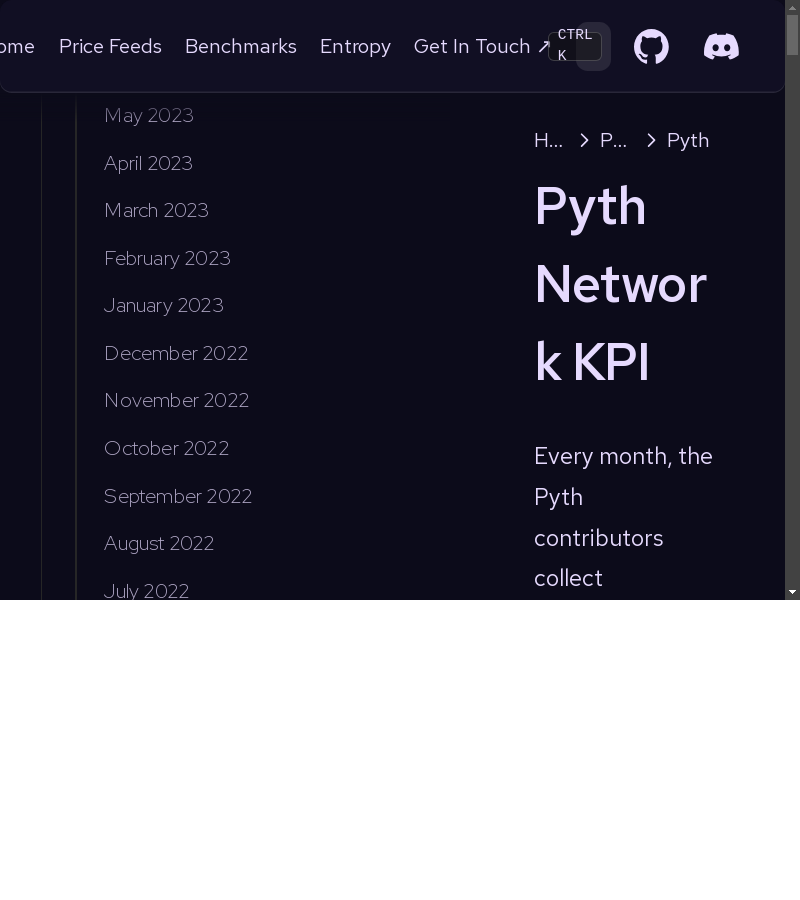 ome Price Feeds Benchmarks Entropy Get In Touch ↗ CTRL K
May 2023
April 2023
March 2023
February 2023
January 2023
December 2022
November 2022
October 2022
September 2022
August 2022
July 2022
H… > P… > Pyth
Pyth
Networ
k KPI
Every month, the
Pyth
contributors
collect